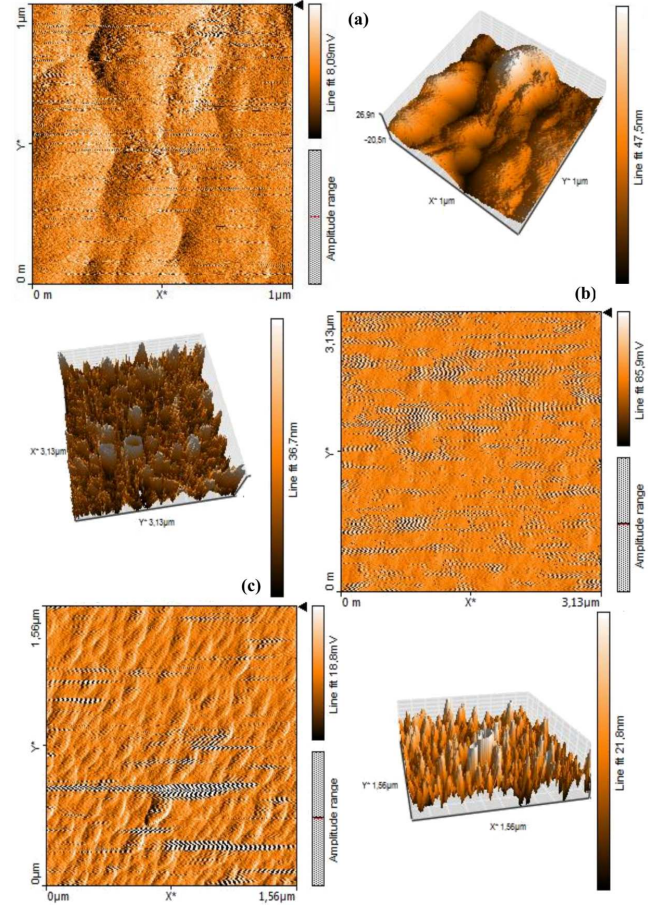 (a)
1µm
Y*
0 m
0 m
X*
1µm
Line fit 8,09mV
Amplitude range
26,9n
-20,5n
X* 1µm
Y* 1µm
Line fit 47,5nm
(b)
X* 3,13µm
Y* 3,13µm
Line fit 36,7nm
3,13µm
Y*
0 m
0 m
X*
3,13µm
Line fit 85,9mV
Amplitude range
(c)
1,56µm
Y*
0µm
0µm
X*
1,56µm
Line fit 18,8mV
Amplitude range
Y* 1,56µm
X* 1,56µm
Line fit 21,8nm